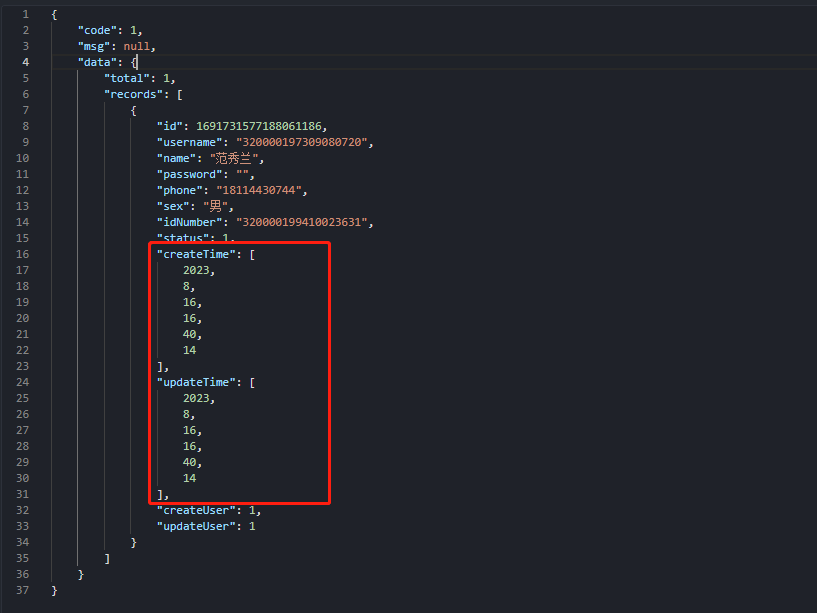 1 {
2 "code": 1,
3 "msg": null,
4 "data": {
5 "total": 1,
6 "records": [
7 {
8 "id": 1691731577188061186,
9 "username": "320000197309080720",
10 "name": "范秀兰",
11 "password": "",
12 "phone": "18114430744",
13 "sex": "男",
14 "idNumber": "320000199410023631",
15 "status": 1,
16 "createTime": [
17 2023,
18 8,
19 16,
20 16,
21 40,
22 14
23 ],
24 "updateTime": [
25 2023,
26 8,
27 16,
28 16,
29 40,
30 14
31 ],
32 "createUser": 1,
33 "updateUser": 1
34 }
35 ]
36 }
37 }